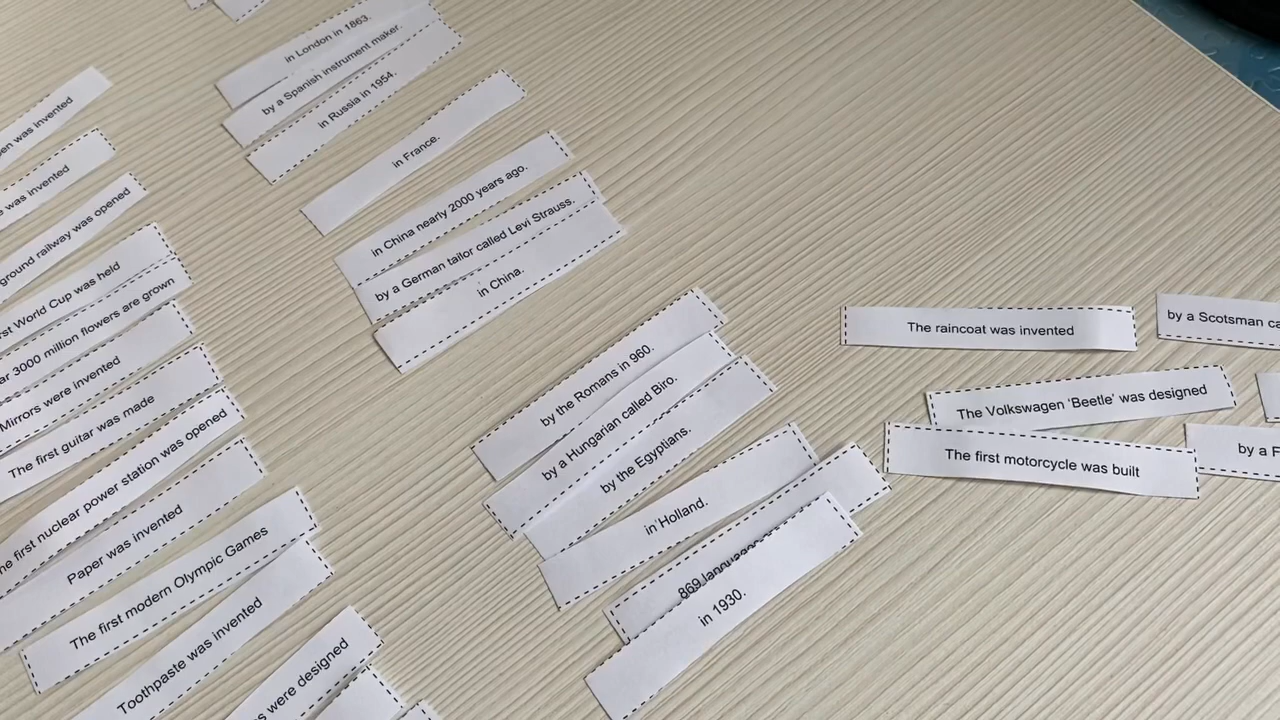 was invented
was invented
ground railway was opened
World Cup was held
3000 million flowers are grown
Mirrors were invented
The first guitar was made
first nuclear power station was opened
Paper was invented
The first modern Olympic Games
Toothpaste was invented
were designed
in London in 1863.
by a Spanish instrument maker.
in Russia in 1954.
in France.
in China nearly 2000 years ago.
by a German tailor called Levi Strauss.
in China.
by the Romans in 960.
by a Hungarian called Biro.
by the Egyptians.
in Holland.
869 languages
in 1930.
The raincoat was invented
by a Scotsman
The Volkswagen ‘Beetle’ was designed
The first motorcycle was built
by a